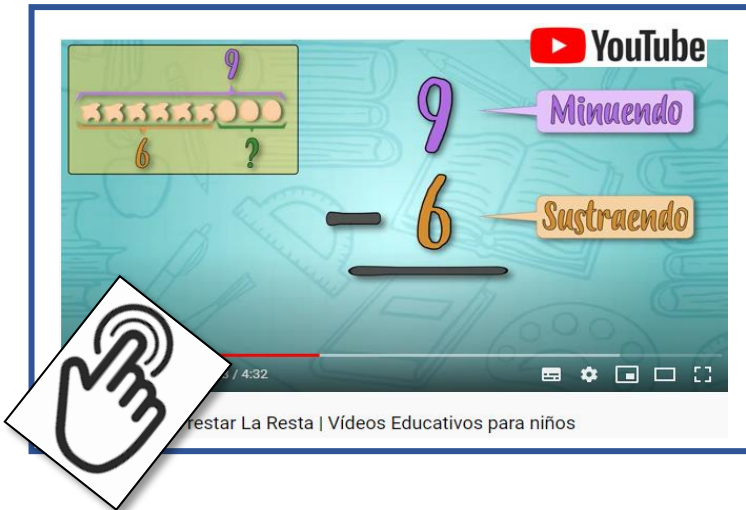 YouTube
9
6
?
9
Minuendo
- 6
Sustraendo
/ 4:32
restar La Resta | Vídeos Educativos para niños